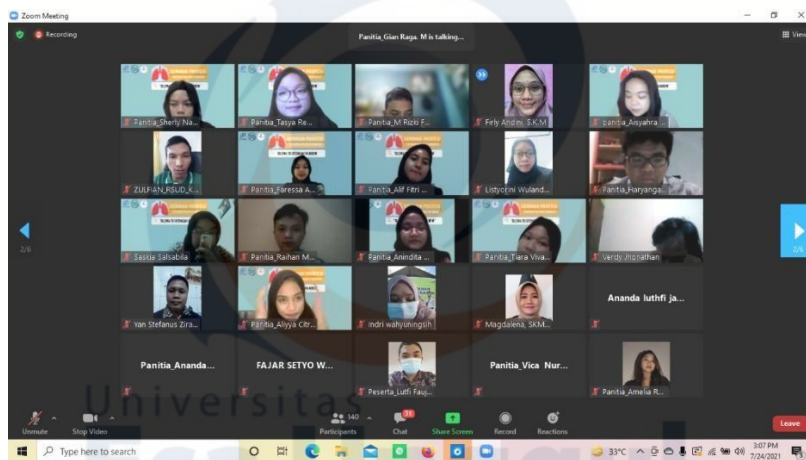 Zoom Meeting
Recording
Panitia_Gian Raga. M is talking...
View
Panitia_Sherly Na...
Panitia_Tasya Re...
Panitia_M Rizki F...
Firly Andini, S.K.M
panitia_Aisyahra ...
ZULFIAN_RSUD_K...
Panitia_Faressa A...
Panitia_Alif Fitri ...
Listyorini Wuland...
Panitia_Haryanga...
2/6
2/6
Saskia Salsabila
Panitia_Raihan M...
Panitia_Anindita ...
Panitia_Tiara Viva...
Verdy Jhonathan
Yan Stefanus Zira...
Panitia_Aliyya Citr...
Indri wahyuningsih
Magdalena, SKM...
Ananda luthfi ja...
Panitia_Ananda...
FAJAR SETYO W...
Peserta_Lutfi Fauj...
Panitia_Vica Nur...
Panitia_Amelia R...
Universitas
Unmute
Stop Video
Participants
140
Chat
31
Share Screen
Record
Reactions
Leave
Type here to search
33°C
3:07 PM
7/24/2021